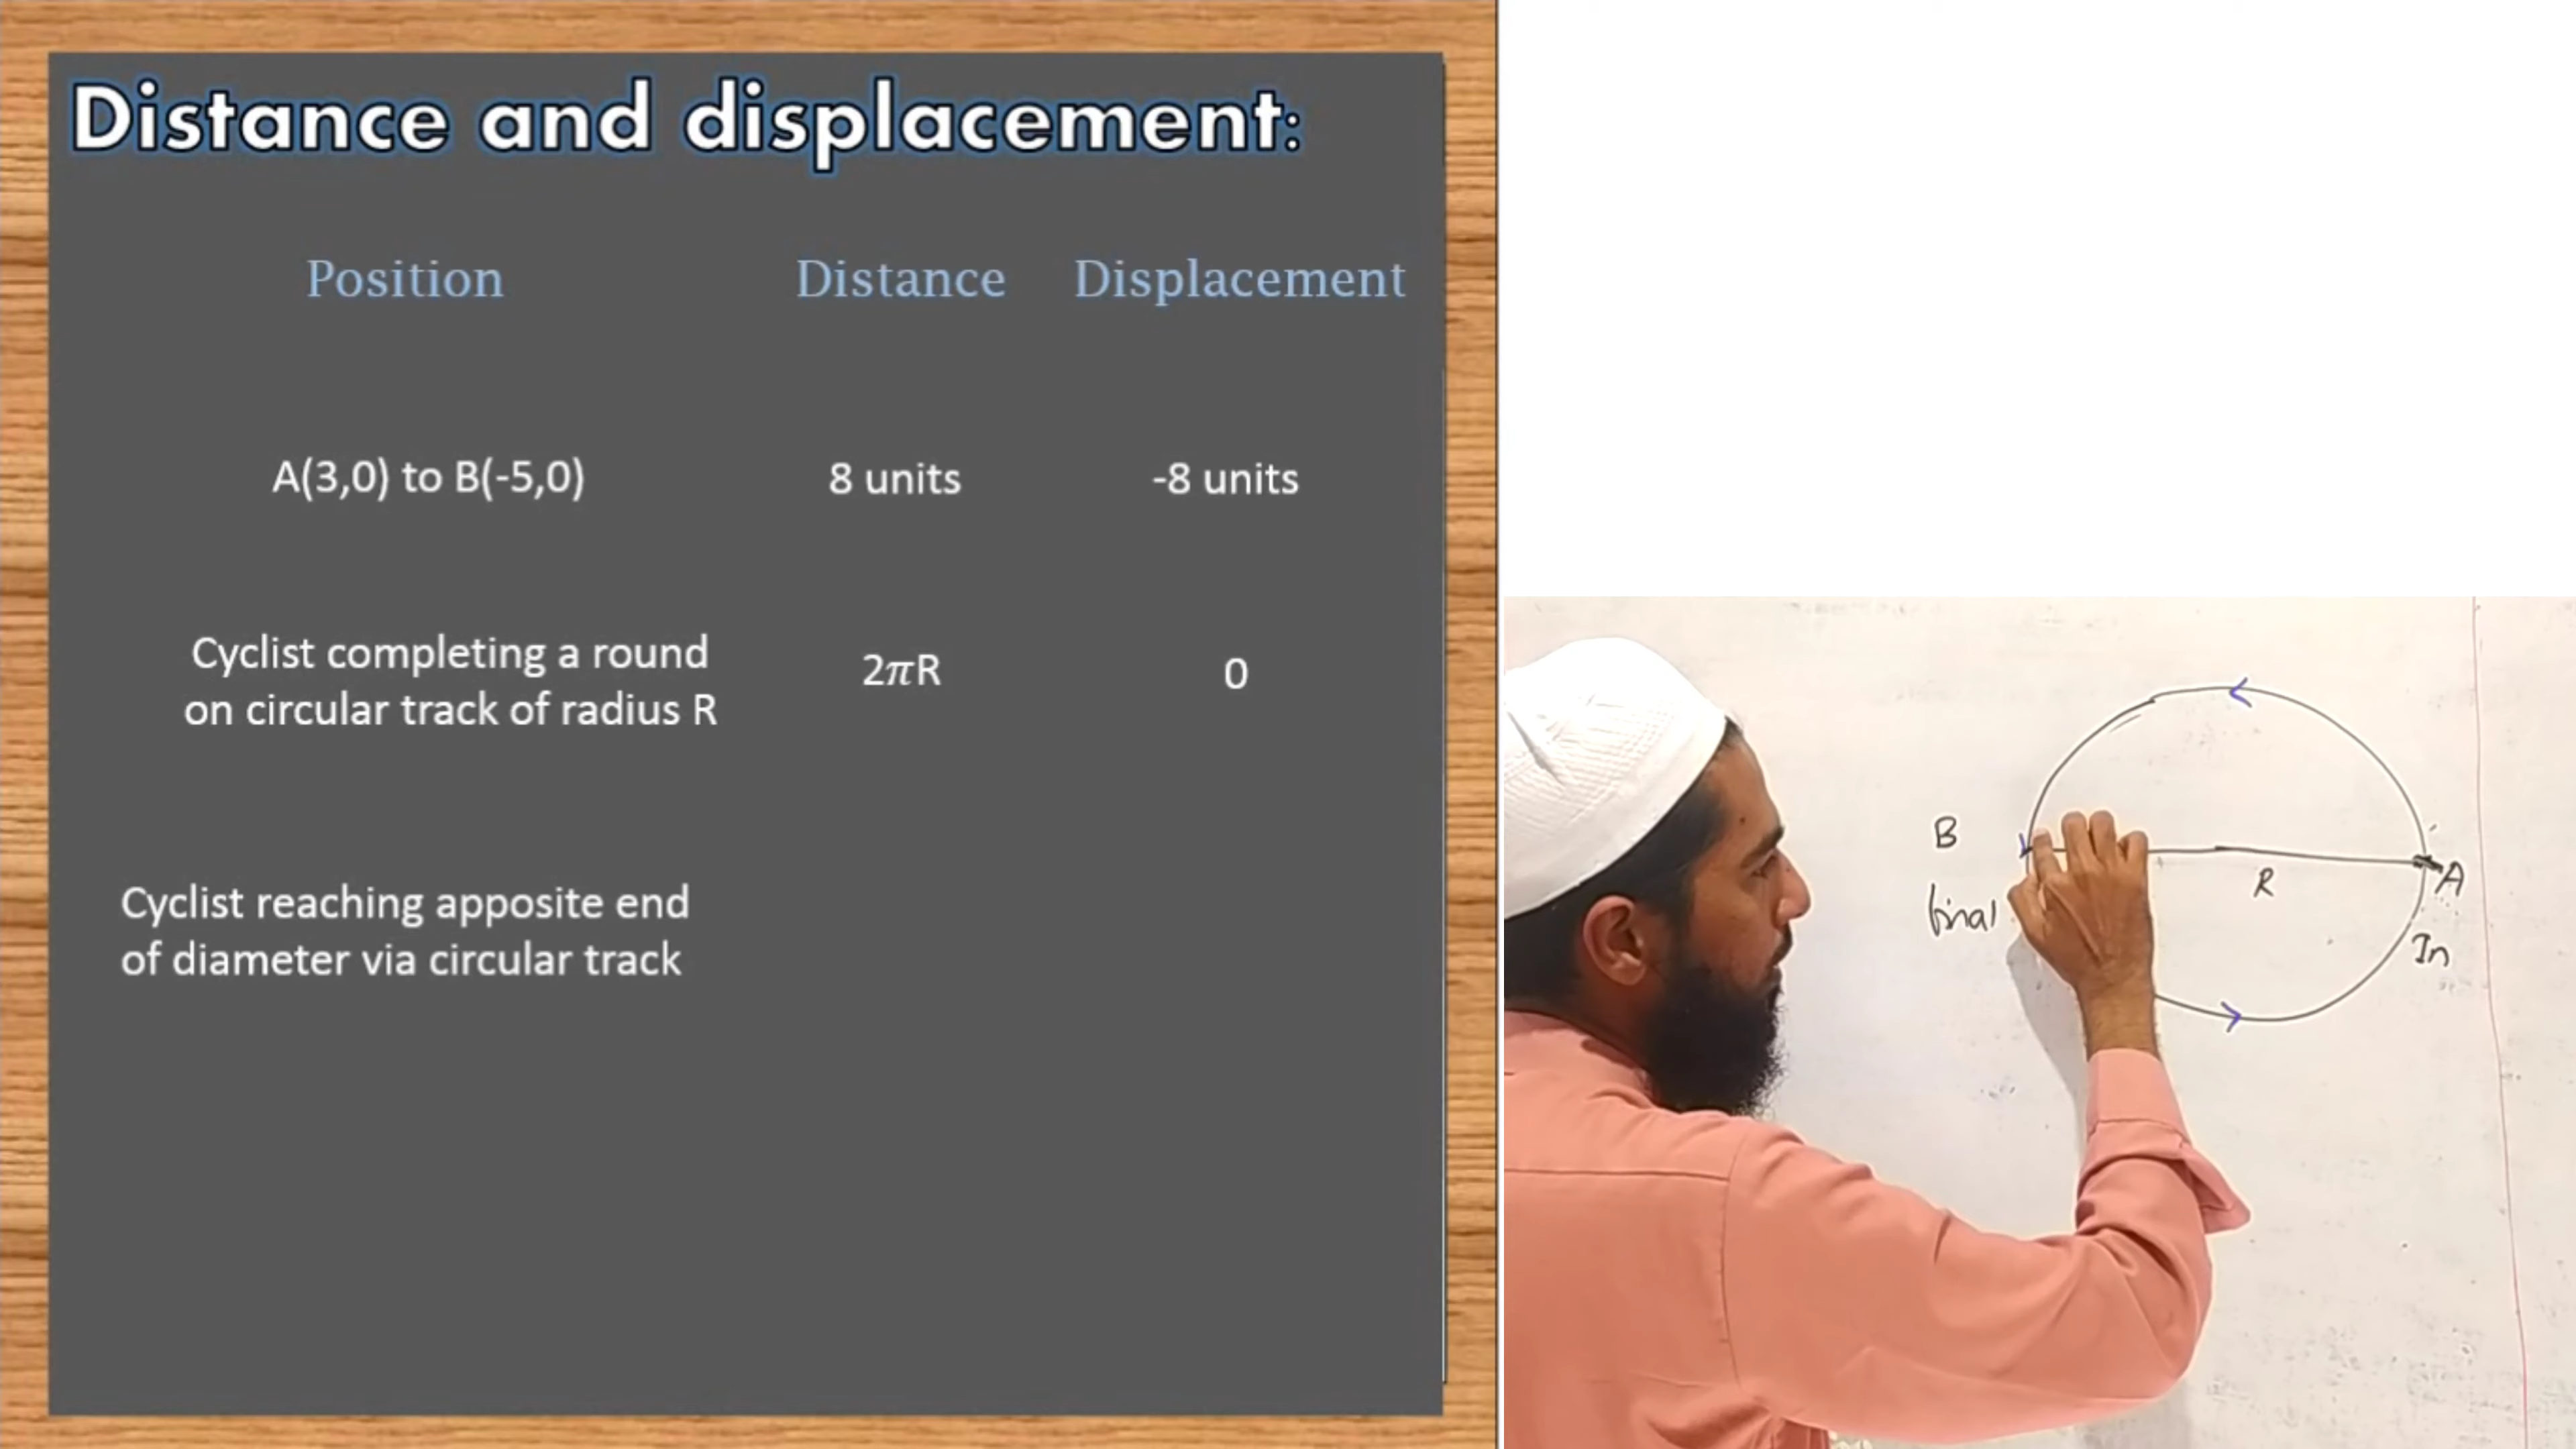 Distance and displacement:
Position Distance Displacement
A(3,0) to B(-5,0) 8 units -8 units
Cyclist completing a round
on circular track of radius R
2πR 0
Cyclist reaching apposite end
of diameter via circular track
B
final
R
A
In